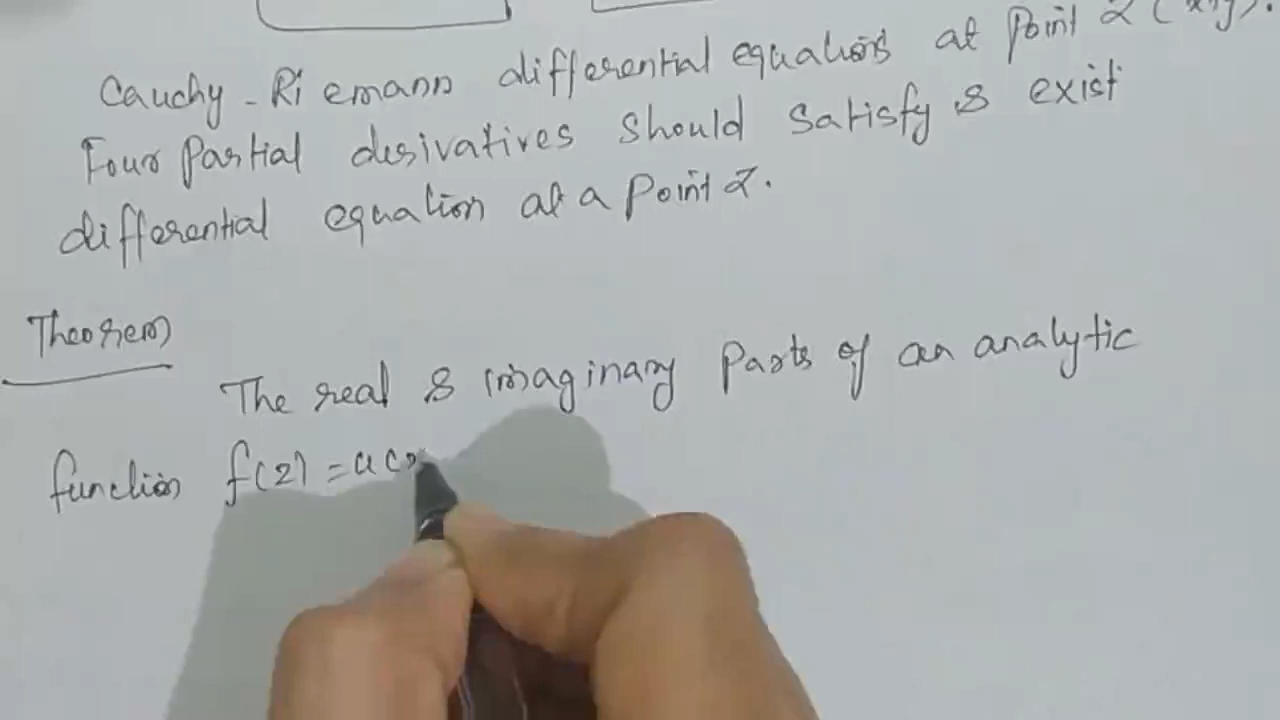 Cauchy - Riemann differential equations at Point z (x,y).
Four Partial derivatives should satisfy & exist
differential equation at a Point z.
Theorem
The real & imaginary Parts of an analytic
function f(z) = u(x